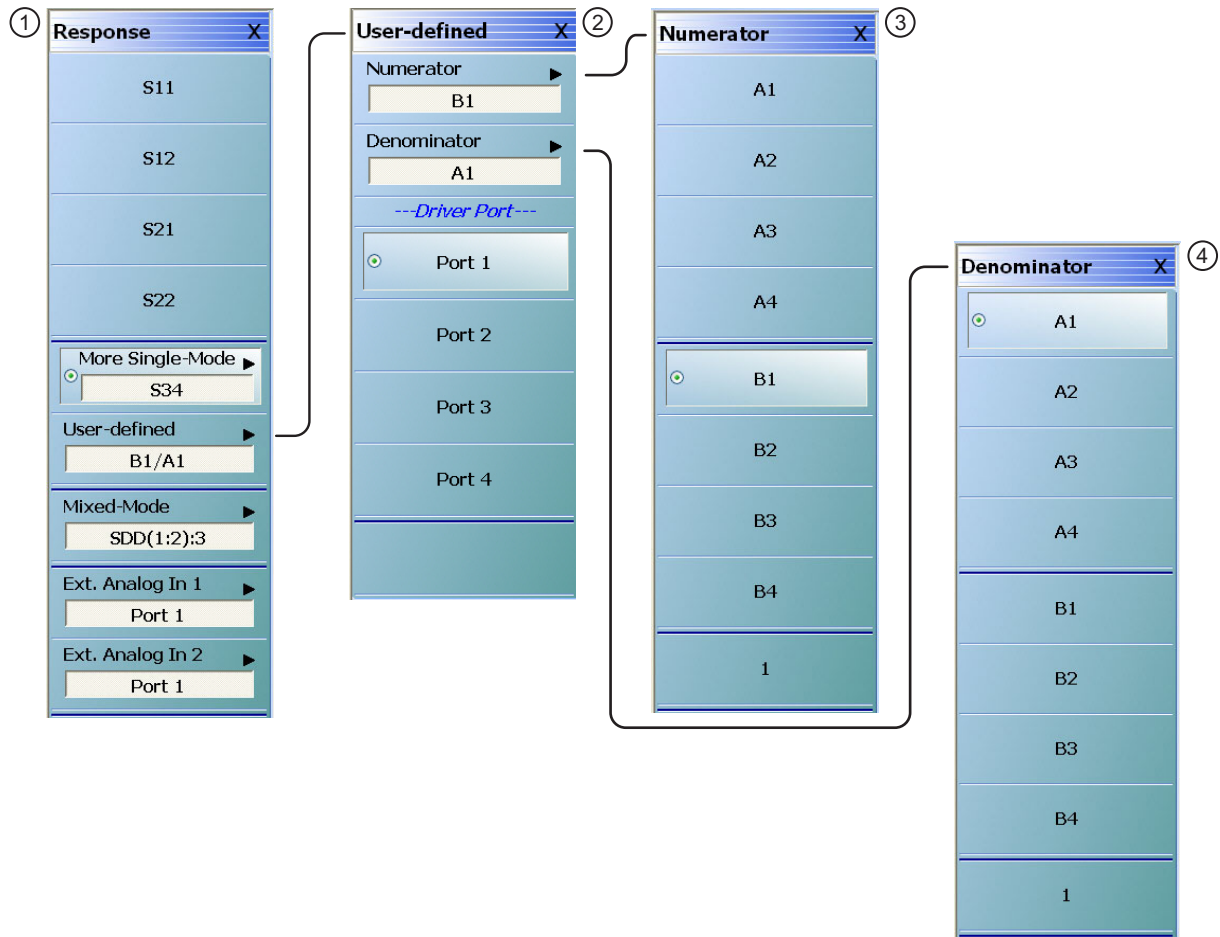 ① Response X
S11
S12
S21
S22
More Single-Mode ▶
S34
User-defined ▶
B1/A1
Mixed-Mode ▶
SDD(1:2):3
Ext. Analog In 1 ▶
Port 1
Ext. Analog In 2 ▶
Port 1
User-defined X ②
Numerator ▶
B1
Denominator ▶
A1
---Driver Port---
Port 1
Port 2
Port 3
Port 4
Numerator X ③
A1
A2
A3
A4
B1
B2
B3
B4
1
Denominator X ④
A1
A2
A3
A4
B1
B2
B3
B4
1